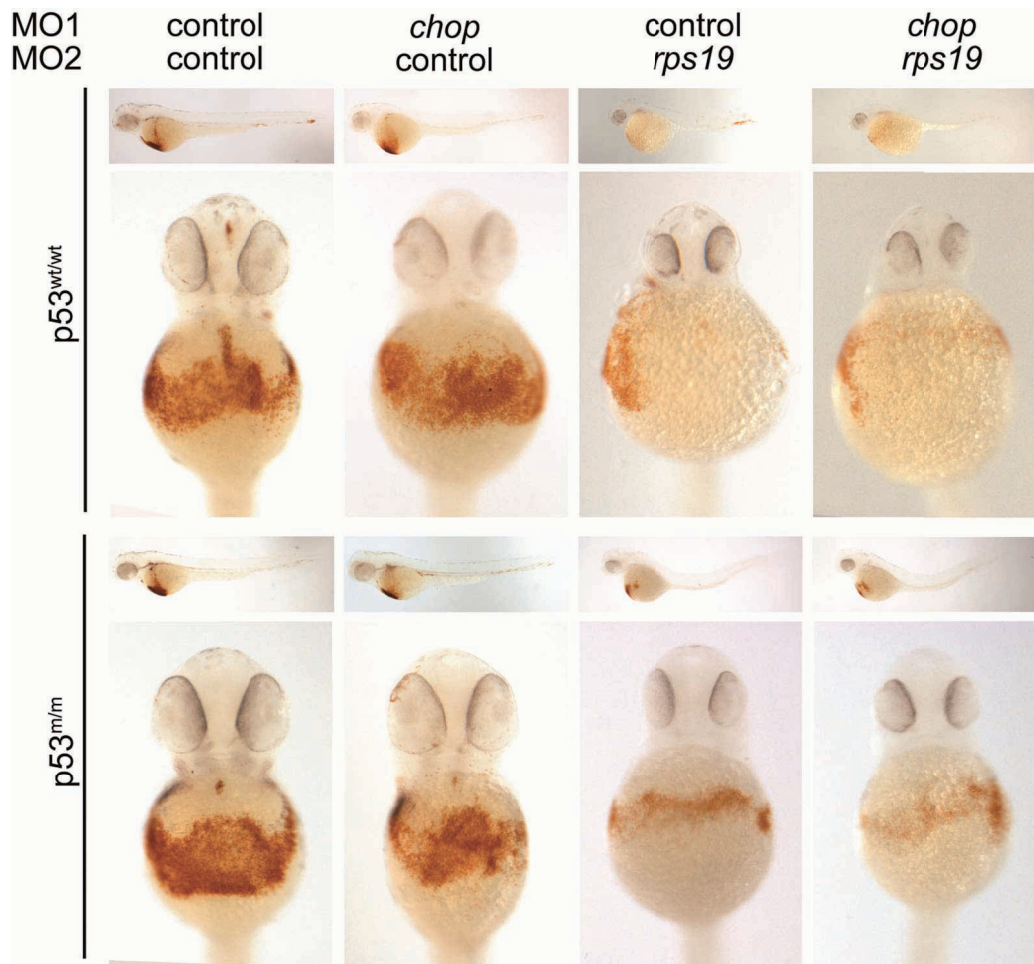 MO1 control chop control chop
MO2 control control rps19 rps19
p53wt/wt
p53m/m